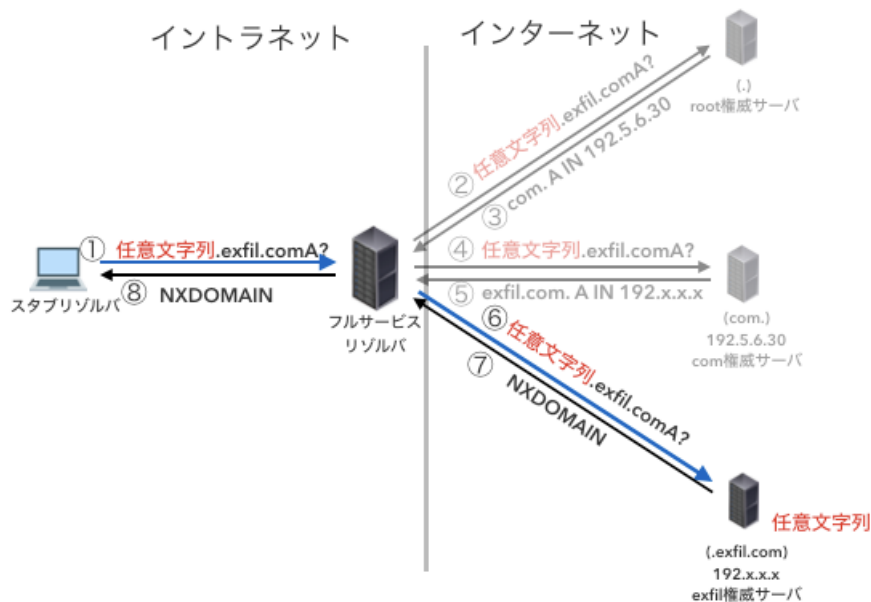 イントラネット
インターネット
(.)
root権威サーバ
② 任意文字列.exfil.comA?
③ com. A IN 192.5.6.30
① 任意文字列.exfil.comA?
⑧ NXDOMAIN
スタブリゾルバ
フルサービス
リゾルバ
④ 任意文字列.exfil.comA?
⑤ exfil.com. A IN 192.x.x.x
(com.)
192.5.6.30
com権威サーバ
⑥ 任意文字列.exfil.comA?
⑦ NXDOMAIN
任意文字列
(.exfil.com)
192.x.x.x
exfil権威サーバ